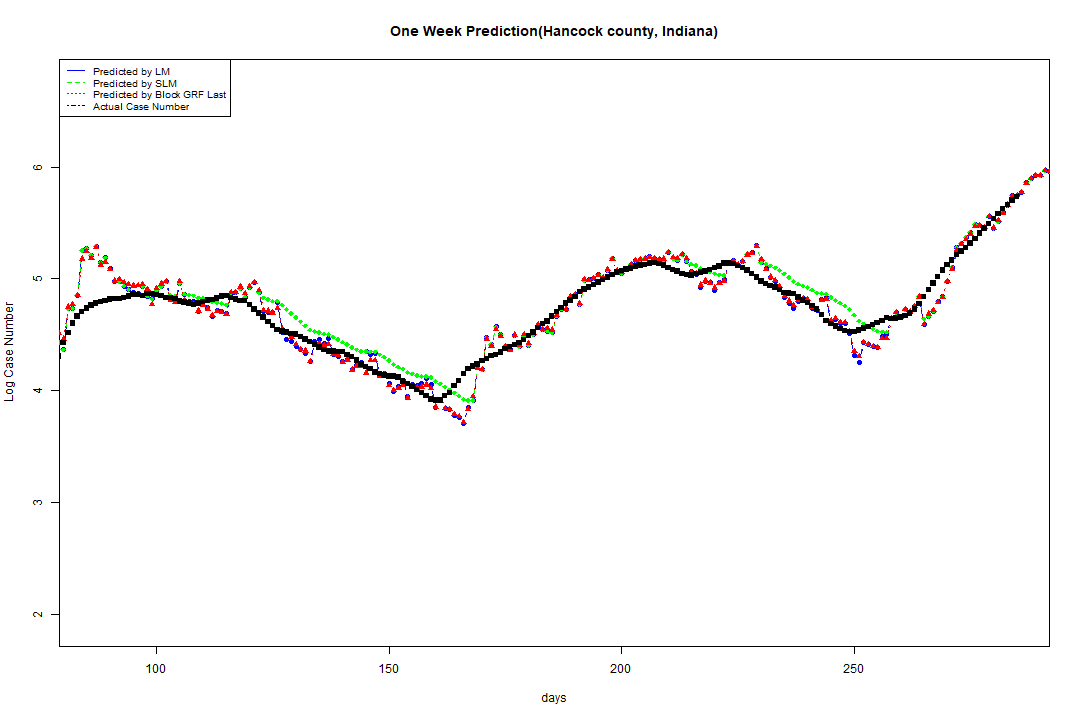 One Week Prediction(Hancock county, Indiana)
Predicted by LM
Predicted by SLM
Predicted by Block GRF Last
Actual Case Number
6
5
4
3
2
Log Case Number
100 150 200 250
days